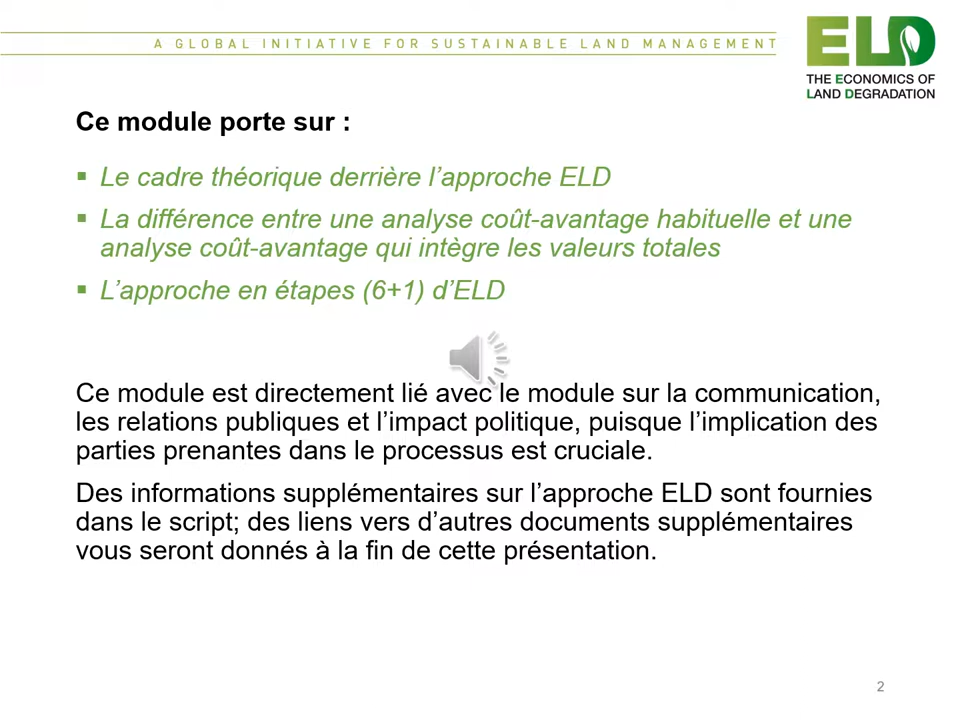 A GLOBAL INITIATIVE FOR SUSTAINABLE LAND MANAGEMENT
ELD
THE ECONOMICS OF
LAND DEGRADATION
Ce module porte sur :
▪ Le cadre théorique derrière l’approche ELD
▪ La différence entre une analyse coût-avantage habituelle et une
analyse coût-avantage qui intègre les valeurs totales
▪ L’approche en étapes (6+1) d’ELD
Ce module est directement lié avec le module sur la communication,
les relations publiques et l’impact politique, puisque l’implication des
parties prenantes dans le processus est cruciale.
Des informations supplémentaires sur l’approche ELD sont fournies
dans le script; des liens vers d’autres documents supplémentaires
vous seront donnés à la fin de cette présentation.
2